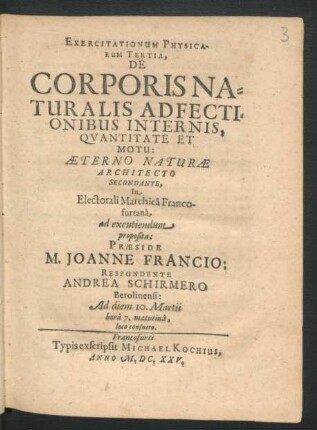 3
EXERCITATIONUM PHYSICA-
RUM TERTIA,
DE
CORPORIS NA-
TURALIS ADFECTI-
ONIBUS INTERNIS,
QVANTITATE ET
MOTU:
ÆTERNO NATURÆ
ARCHITECTO
SECUNDANTE,
In
Electorali Marchicâ Franco-
furtanâ,
ad excutiendum
proposita:
PRÆSIDE
M. JOANNE FRANCIO:
RESPONDENTE
ANDREA SCHIRMERO
Berolinensi:
Ad diem 10. Martii
horâ 7. matutinâ,
loco consueto.
Francofurti
Typis exscripsit MICHAEL KOCHIUS,
ANNO M. DC. XXV.